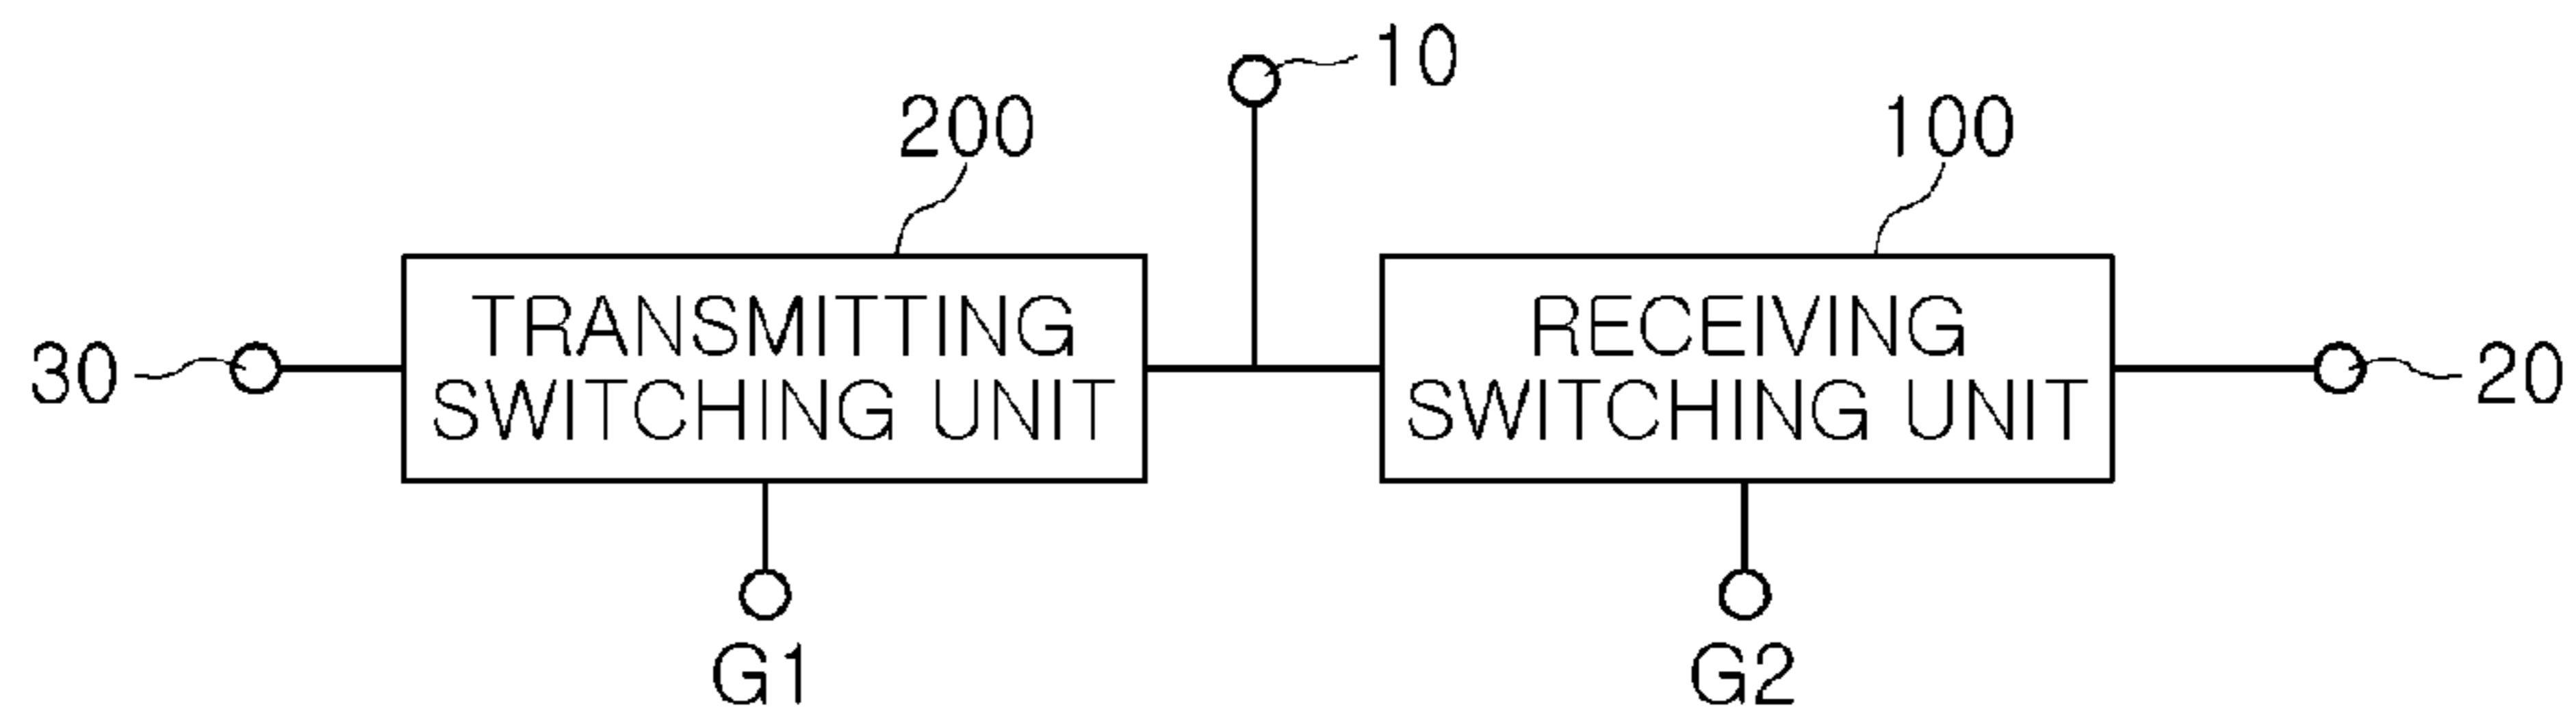 10
200
100
TRANSMITTING
SWITCHING UNIT
RECEIVING
SWITCHING UNIT
30
20
G1
G2